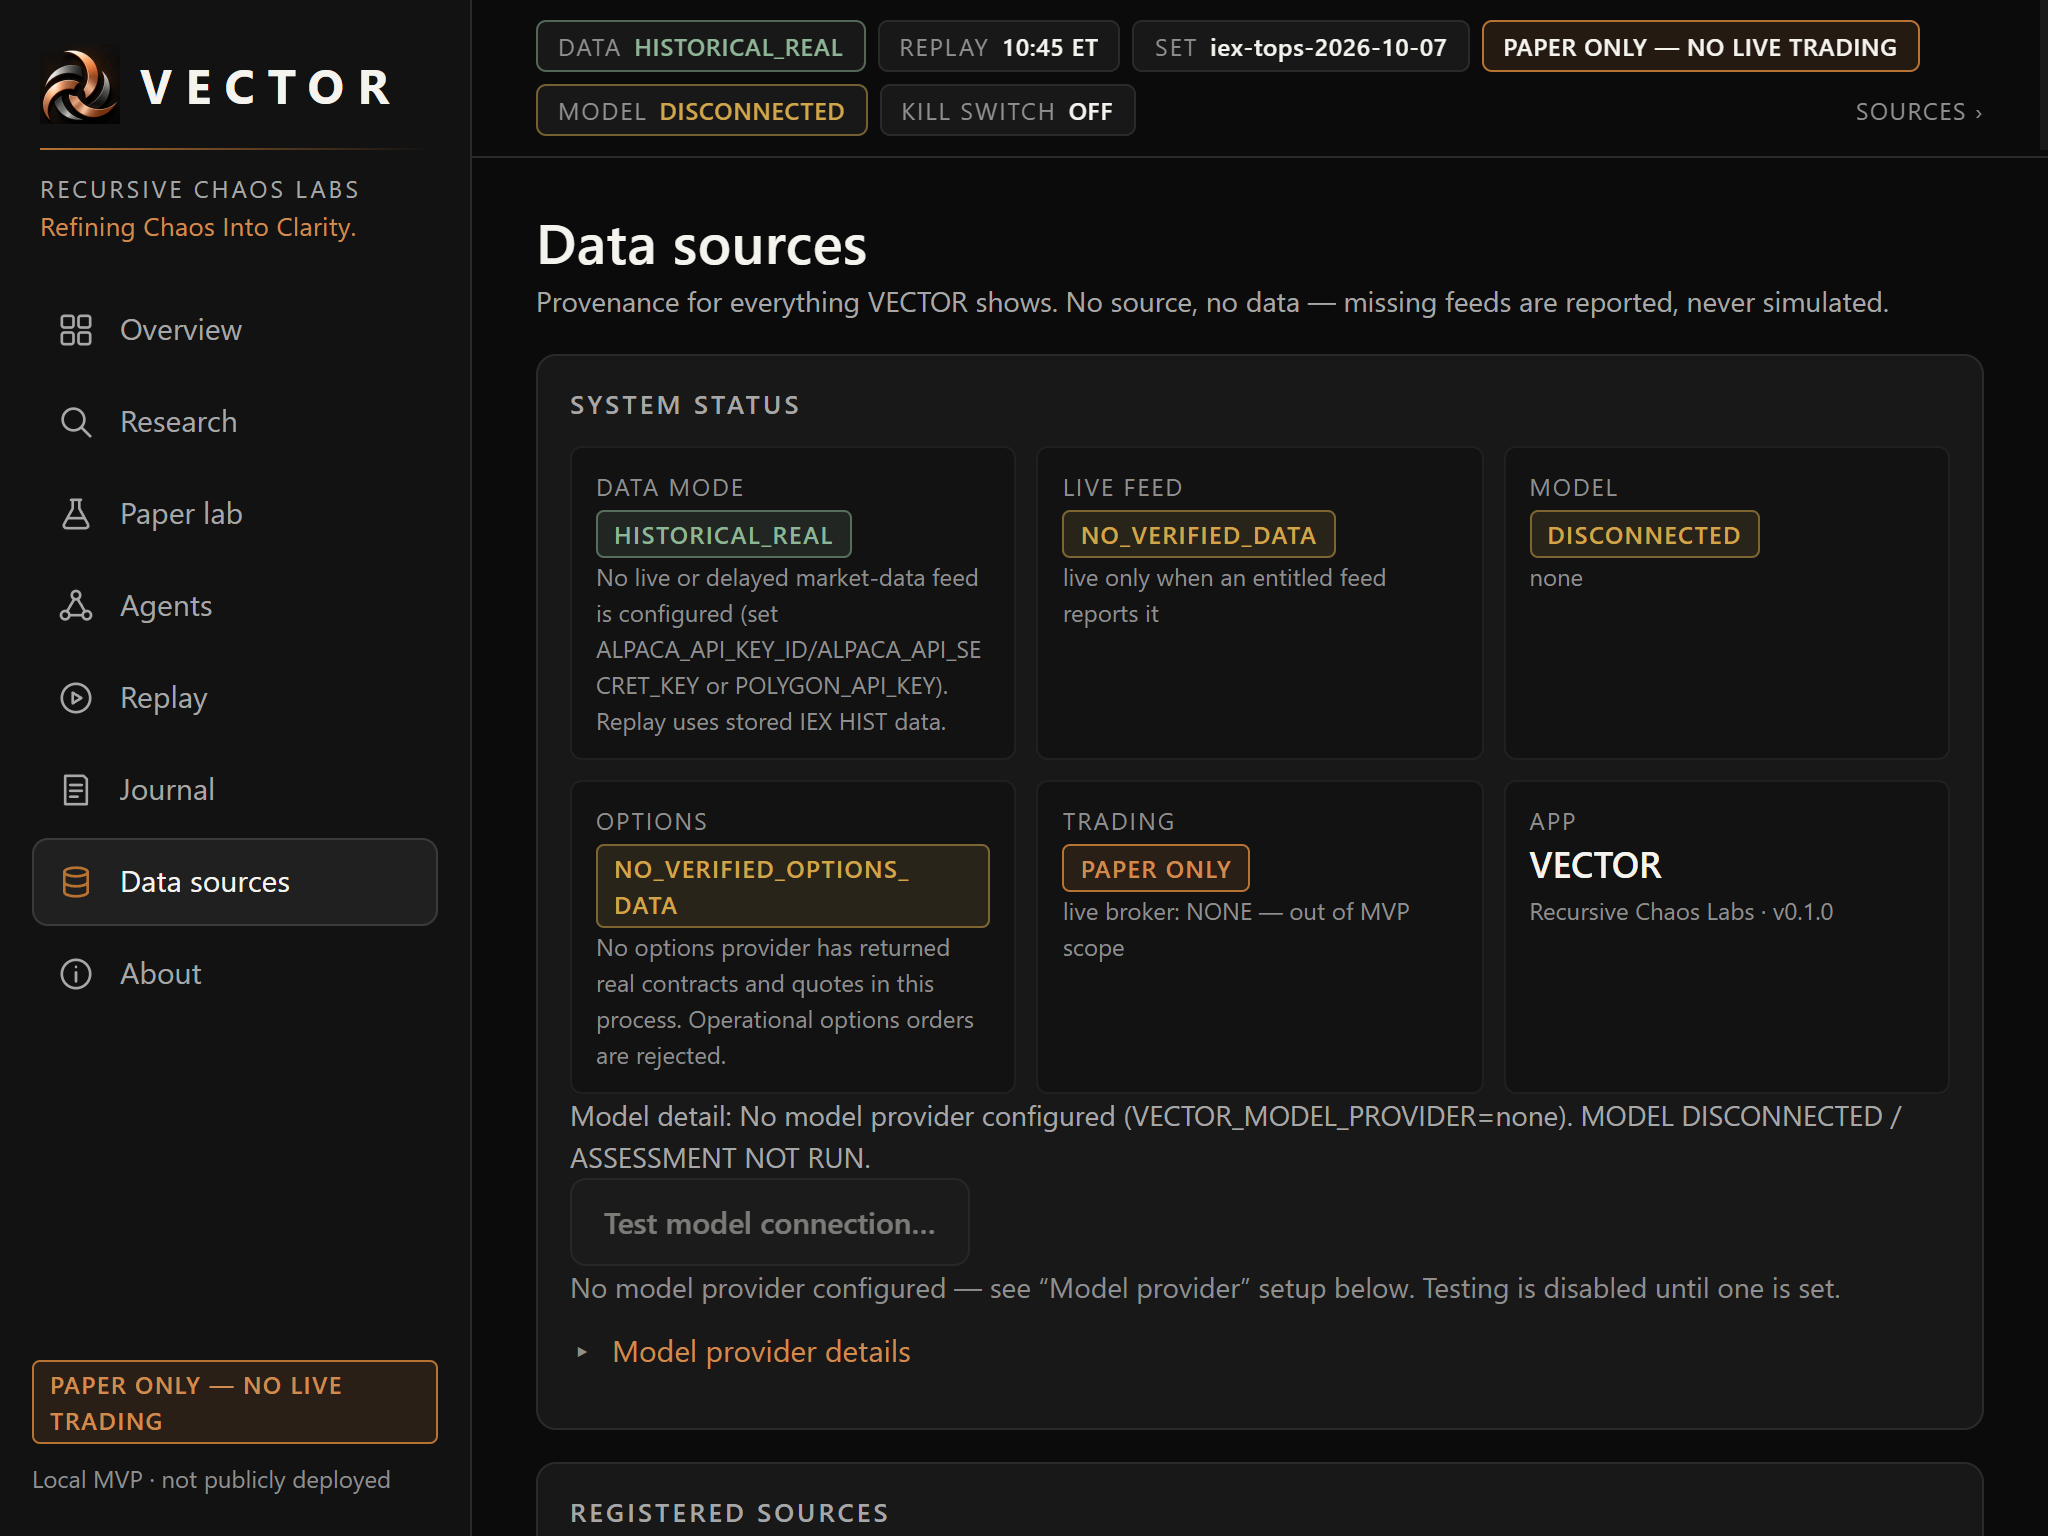 VECTOR
RECURSIVE CHAOS LABS
Refining Chaos Into Clarity.
Overview
Research
Paper lab
Agents
Replay
Journal
Data sources
About
PAPER ONLY — NO LIVE
TRADING
Local MVP · not publicly deployed
DATA HISTORICAL_REAL
REPLAY 10:45 ET
SET iex-tops-2026-10-07
PAPER ONLY — NO LIVE TRADING
MODEL DISCONNECTED
KILL SWITCH OFF
SOURCES ›
Data sources
Provenance for everything VECTOR shows. No source, no data — missing feeds are reported, never simulated.
SYSTEM STATUS
DATA MODE
HISTORICAL_REAL
No live or delayed market-data feed
is configured (set
ALPACA_API_KEY_ID/ALPACA_API_SE
CRET_KEY or POLYGON_API_KEY).
Replay uses stored IEX HIST data.
LIVE FEED
NO_VERIFIED_DATA
live only when an entitled feed
reports it
MODEL
DISCONNECTED
none
OPTIONS
NO_VERIFIED_OPTIONS_
DATA
No options provider has returned
real contracts and quotes in this
process. Operational options orders
are rejected.
TRADING
PAPER ONLY
live broker: NONE — out of MVP
scope
APP
VECTOR
Recursive Chaos Labs · v0.1.0
Model detail: No model provider configured (VECTOR_MODEL_PROVIDER=none). MODEL DISCONNECTED /
ASSESSMENT NOT RUN.
Test model connection...
No model provider configured — see “Model provider” setup below. Testing is disabled until one is set.
Model provider details
REGISTERED SOURCES